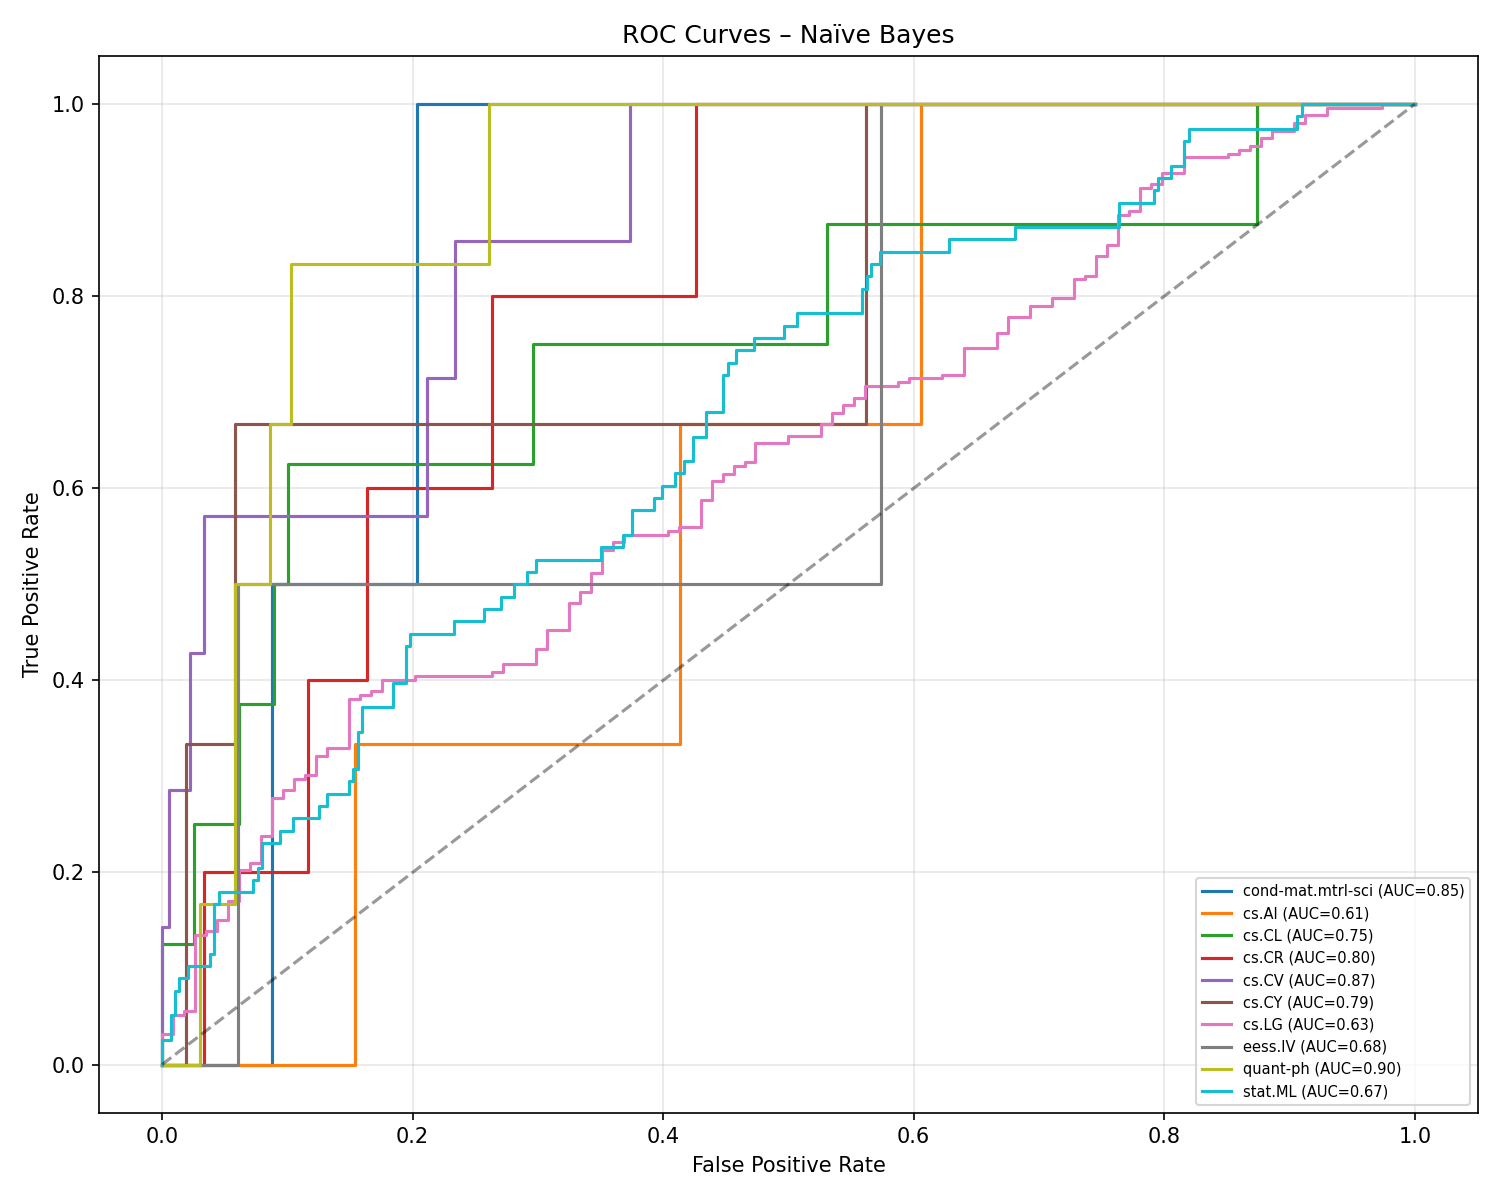 ROC Curves – Naïve Bayes
True Positive Rate
1.0
0.8
0.6
0.4
0.2
0.0
0.0 0.2 0.4 0.6 0.8 1.0
False Positive Rate
cond-mat.mtrl-sci (AUC=0.85)
cs.AI (AUC=0.61)
cs.CL (AUC=0.75)
cs.CR (AUC=0.80)
cs.CV (AUC=0.87)
cs.CY (AUC=0.79)
cs.LG (AUC=0.63)
eess.IV (AUC=0.68)
quant-ph (AUC=0.90)
stat.ML (AUC=0.67)